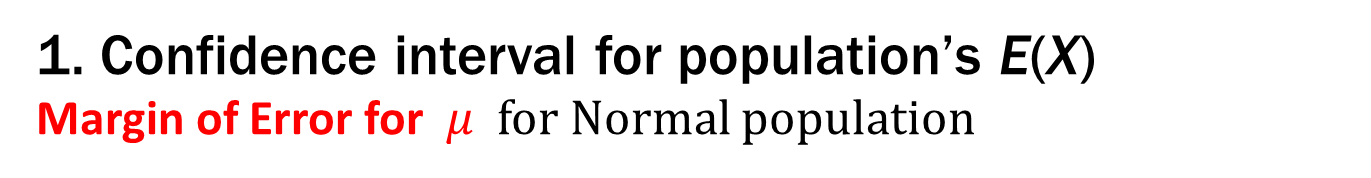 1. Confidence interval for population’s E(X)
Margin of Error for μ for Normal population